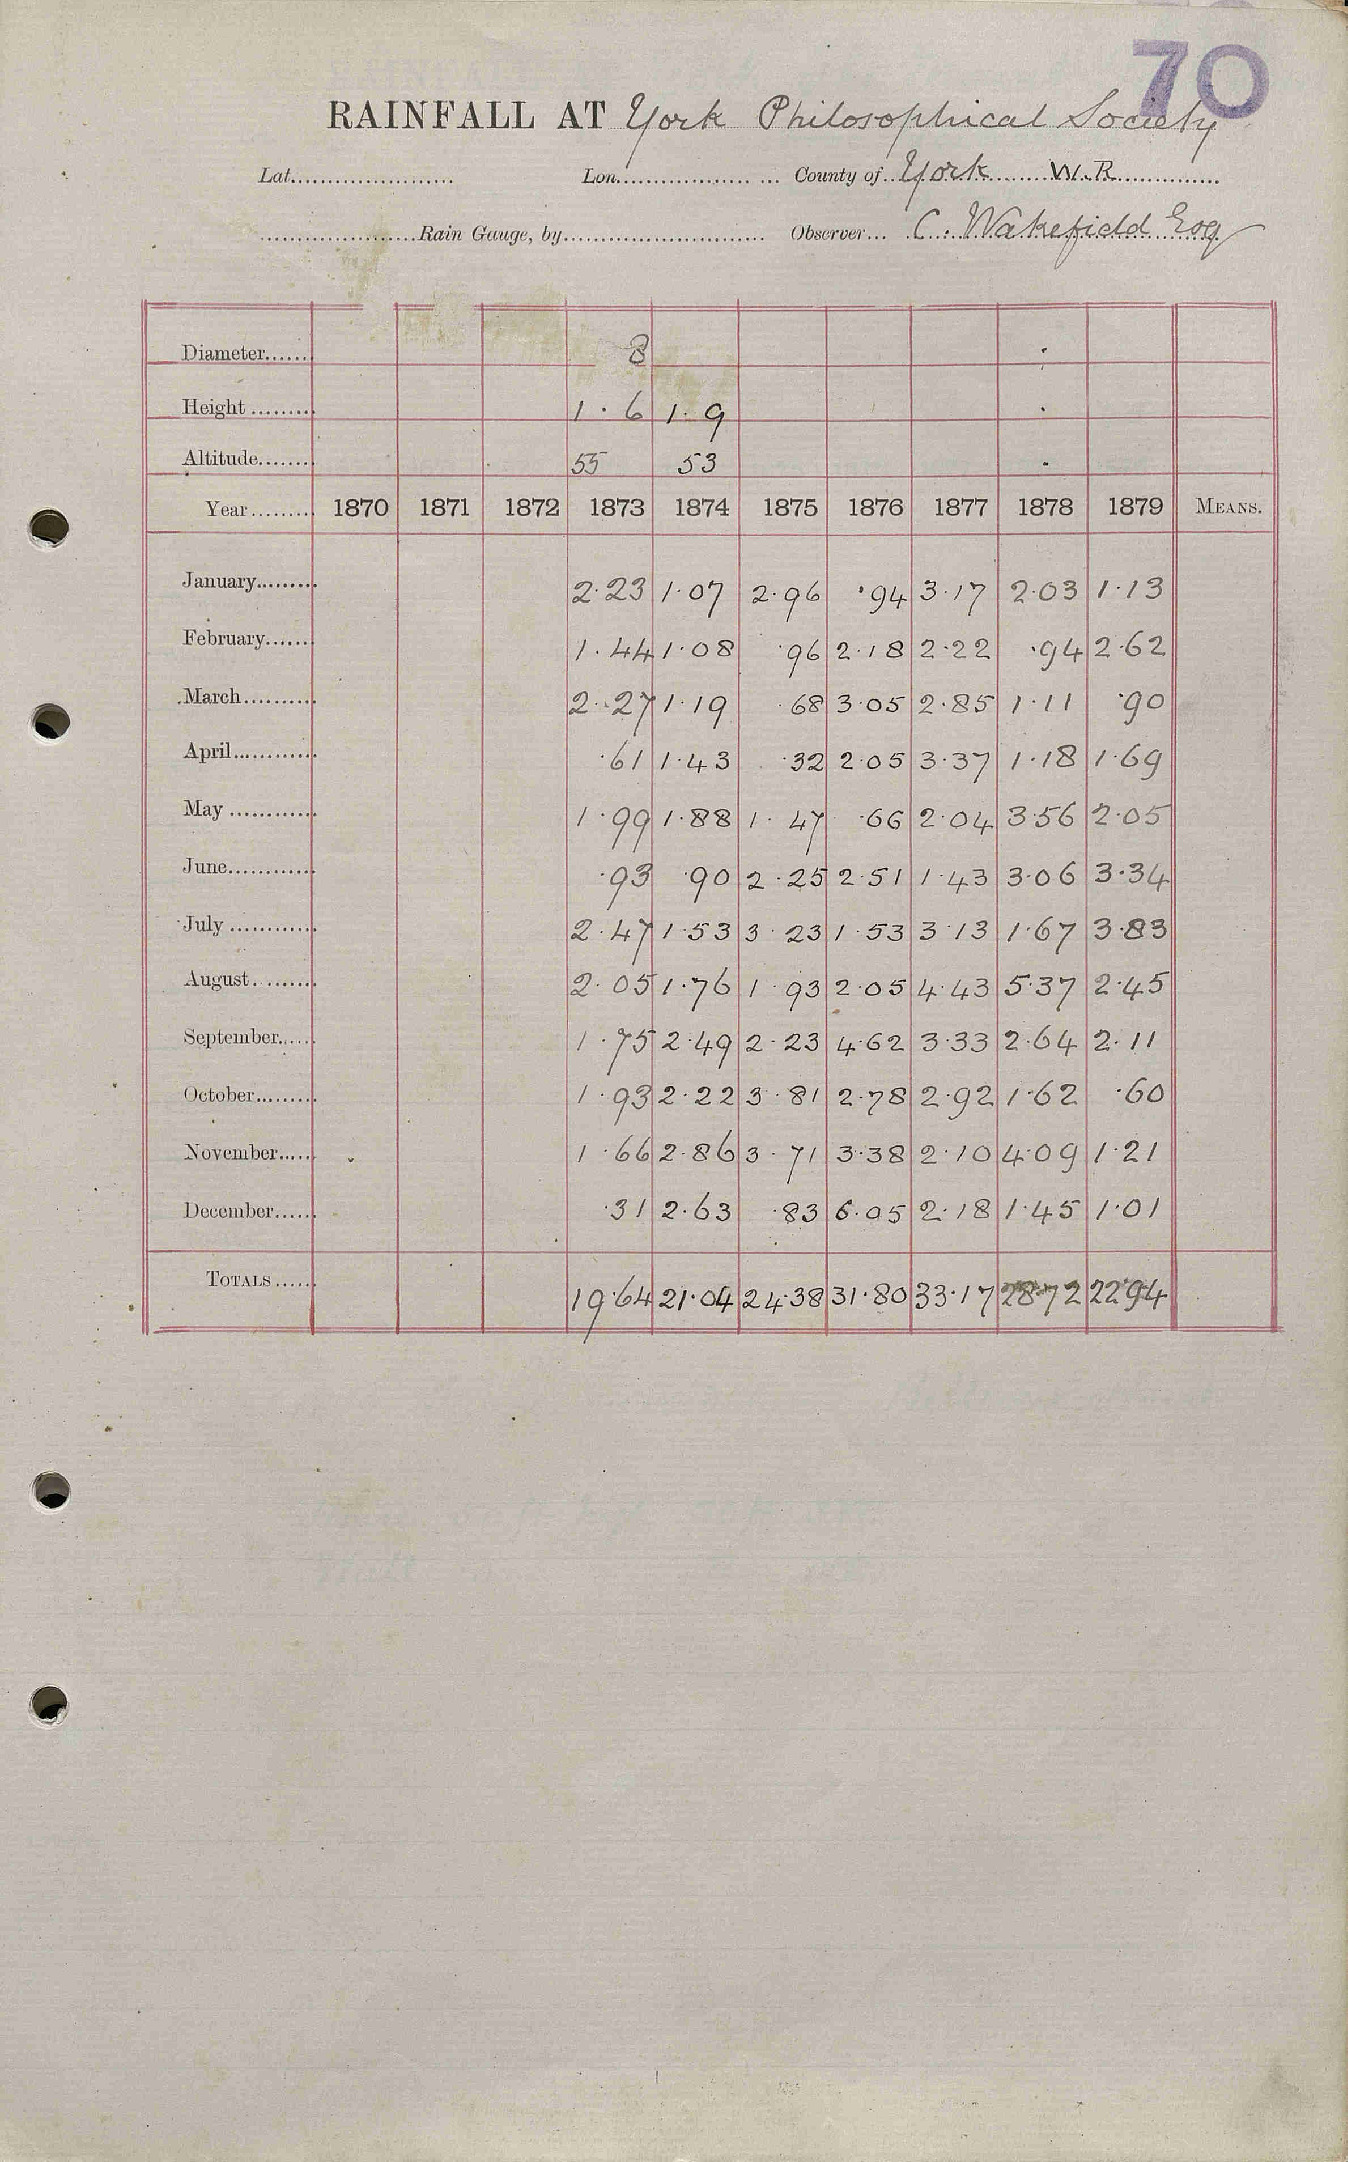 70
RAINFALL AT York Philosophical Society
Lat. Lon. County of York W.R.
Rain Gauge, by Observer C. Wakefield Esq
Diameter 8
Height 1.6 1.9
Altitude 55 53
Year 1870 1871 1872 1873 1874 1875 1876 1877 1878 1879 MEANS.
January 2.23 1.07 2.96 .94 3.17 2.03 1.13
February 1.44 1.08 .96 2.18 2.22 .94 2.62
March 2.27 1.19 .68 3.05 2.85 1.11 .90
April .61 1.43 .32 2.05 3.37 1.18 1.69
May 1.99 1.88 1.47 .66 2.04 3.56 2.05
June .93 .90 2.25 2.51 1.43 3.06 3.34
July 2.47 1.53 3.23 1.53 3.13 1.67 3.83
August 2.05 1.76 1.93 2.05 4.43 5.37 2.45
September 1.75 2.49 2.23 4.62 3.33 2.64 2.11
October 1.93 2.22 3.81 2.78 2.92 1.62 .60
November 1.66 2.86 3.71 3.38 2.10 4.09 1.21
December .31 2.63 .83 6.05 2.18 1.45 1.01
TOTALS 19.64 21.04 24.38 31.80 33.17 28.72 22.94